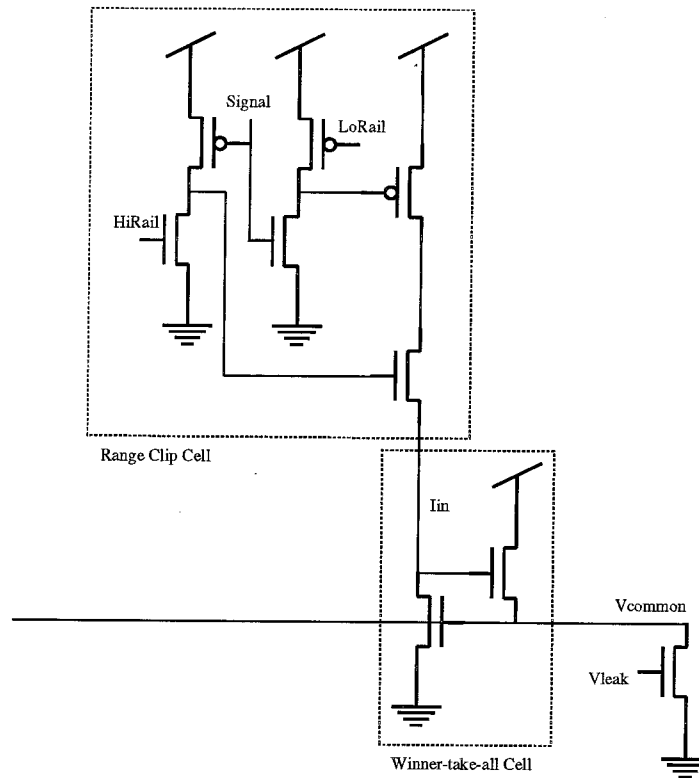 Signal
LoRail
HiRail
Range Clip Cell
Iin
Vcommon
Vleak
Winner-take-all Cell